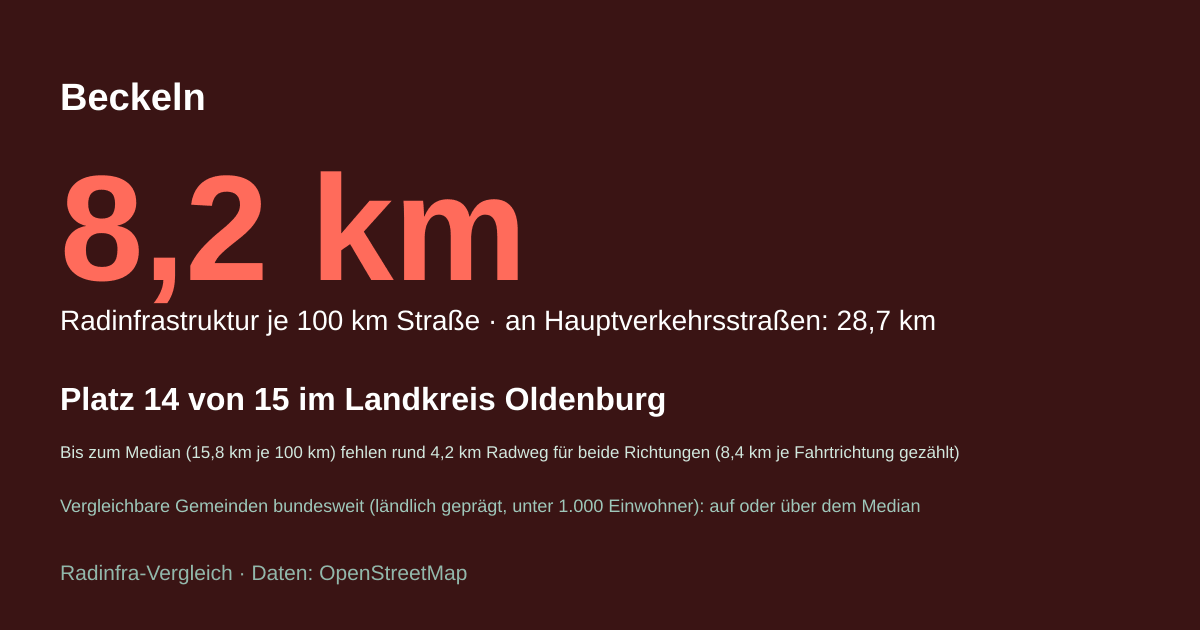 Beckeln
8,2 km
Radinfrastruktur je 100 km Straße · an Hauptverkehrsstraßen: 28,7 km
Platz 14 von 15 im Landkreis Oldenburg
Bis zum Median (15,8 km je 100 km) fehlen rund 4,2 km Radweg für beide Richtungen (8,4 km je Fahrtrichtung gezählt)
Vergleichbare Gemeinden bundesweit (ländlich geprägt, unter 1.000 Einwohner): auf oder über dem Median
Radinfra-Vergleich · Daten: OpenStreetMap